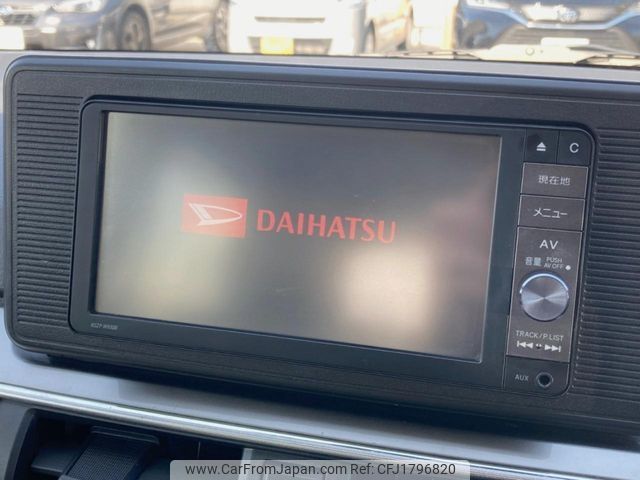 C
現在地
メニュー
DAIHATSU
AV
音量 PUSH AV OFF
TRACK/P.LIST
AUX
www.CarFromJapan.com Ref:CFJ1796820